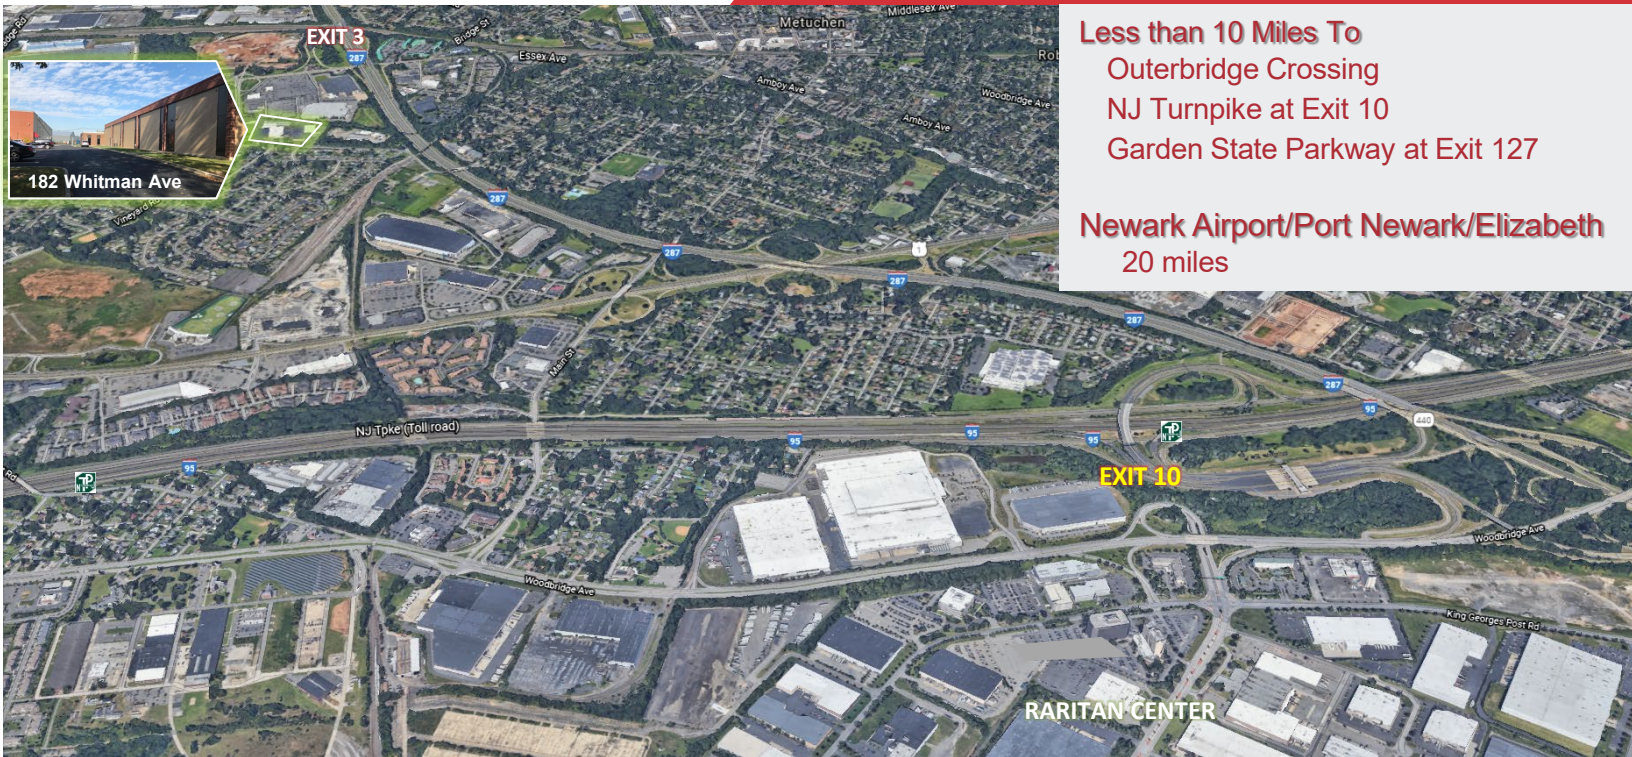 Less than 10 Miles To
Outerbridge Crossing
NJ Turnpike at Exit 10
Garden State Parkway at Exit 127
Newark Airport/Port Newark/Elizabeth
20 miles
Metuchen
Middlesex Ave
EXIT 3
287
Bridge St
Essex Ave
Amboy Ave
Woodbridge Ave
Amboy Ave
182 Whitman Ave
287
287
1
287
287
Main St
287
95
440
NJ Tpke (Toll road)
95
95
95
95
EXIT 10
Woodbridge Ave
Woodbridge Ave
King Georges Post Rd
RARITAN CENTER